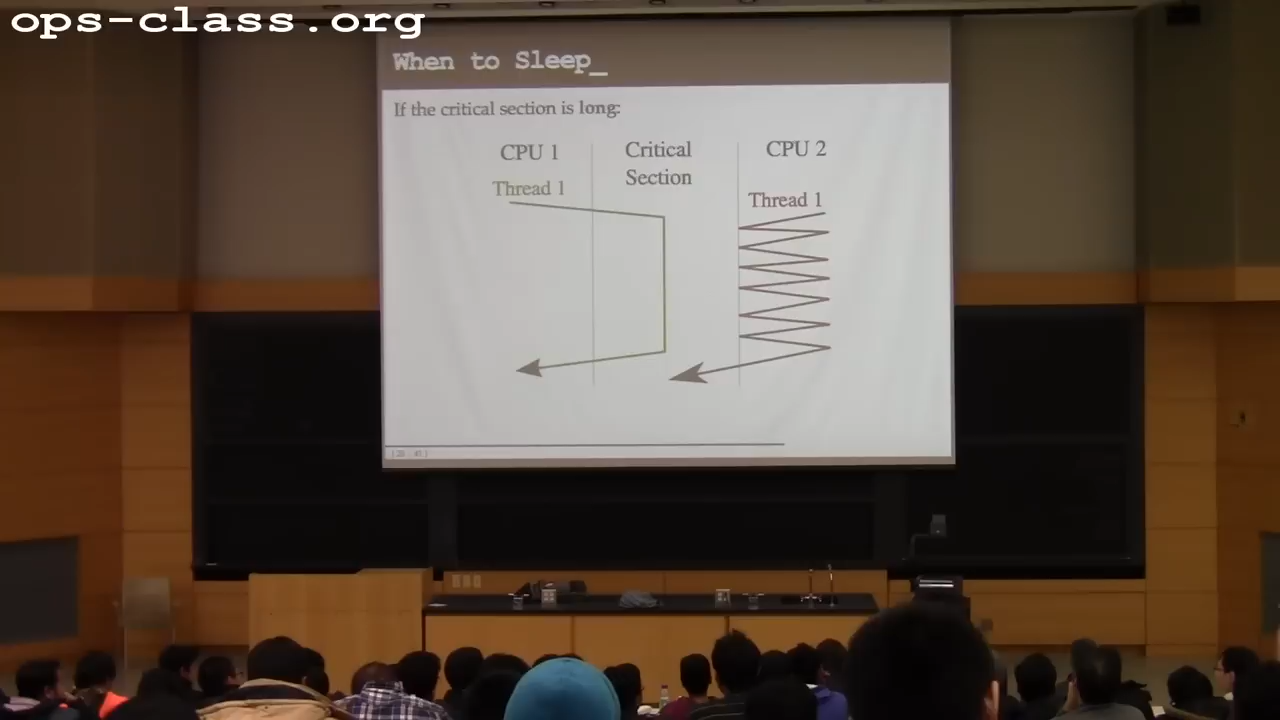 ops-class.org
When to Sleep_
If the critical section is long:
CPU 1
Critical
Section
CPU 2
Thread 1
Thread 1